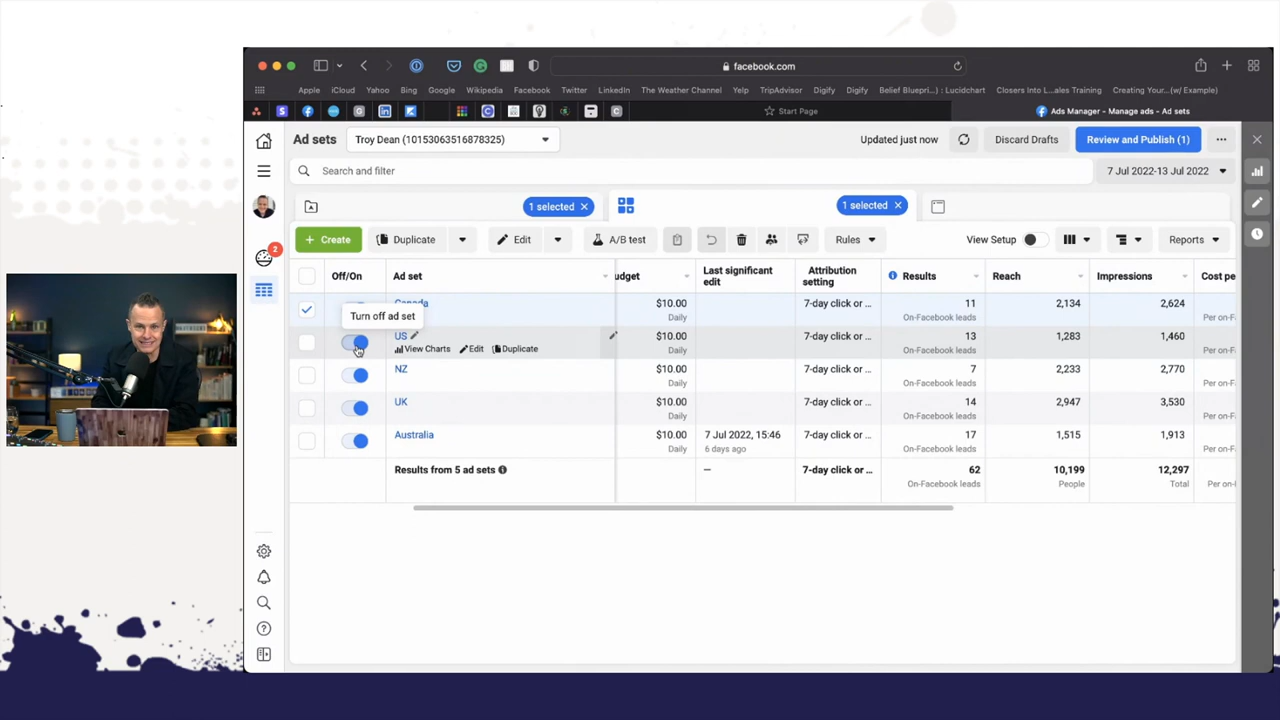 facebook.com
Apple iCloud Yahoo Bing Google Wikipedia Facebook Twitter LinkedIn The Weather Channel Yelp TripAdvisor Digify Digify Belief Blueprint...) : Lucidchart Closers Into L...ales Training Creating Your...(w/ Example)
Start Page
Ads Manager - Manage ads - Ad sets
Ad sets
Troy Dean (10153063516878325)
Updated just now
Discard Drafts
Review and Publish (1)
Search and filter
7 Jul 2022-13 Jul 2022
1 selected
1 selected
+ Create
Duplicate
Edit
A/B test
Rules
View Setup
Reports
2
Off/On Ad set udget Last significant edit Attribution setting Results Reach Impressions Cost pe
Canada $10.00 7-day click or ... 11 2,134 2,624
Daily On-Facebook leads Per on-F
Turn off ad set
US $10.00 7-day click or ... 13 1,283 1,460
View Charts Edit Duplicate Daily On-Facebook leads Per on-F
NZ $10.00 7-day click or ... 7 2,233 2,770
Daily On-Facebook leads Per on-F
UK $10.00 7-day click or ... 14 2,947 3,530
Daily On-Facebook leads Per on-F
Australia $10.00 7 Jul 2022, 15:46 7-day click or ... 17 1,515 1,913
Daily 6 days ago On-Facebook leads Per on-F
Results from 5 ad sets — 7-day click or ... 62 10,199 12,297
On-Facebook leads People Total Per on-F